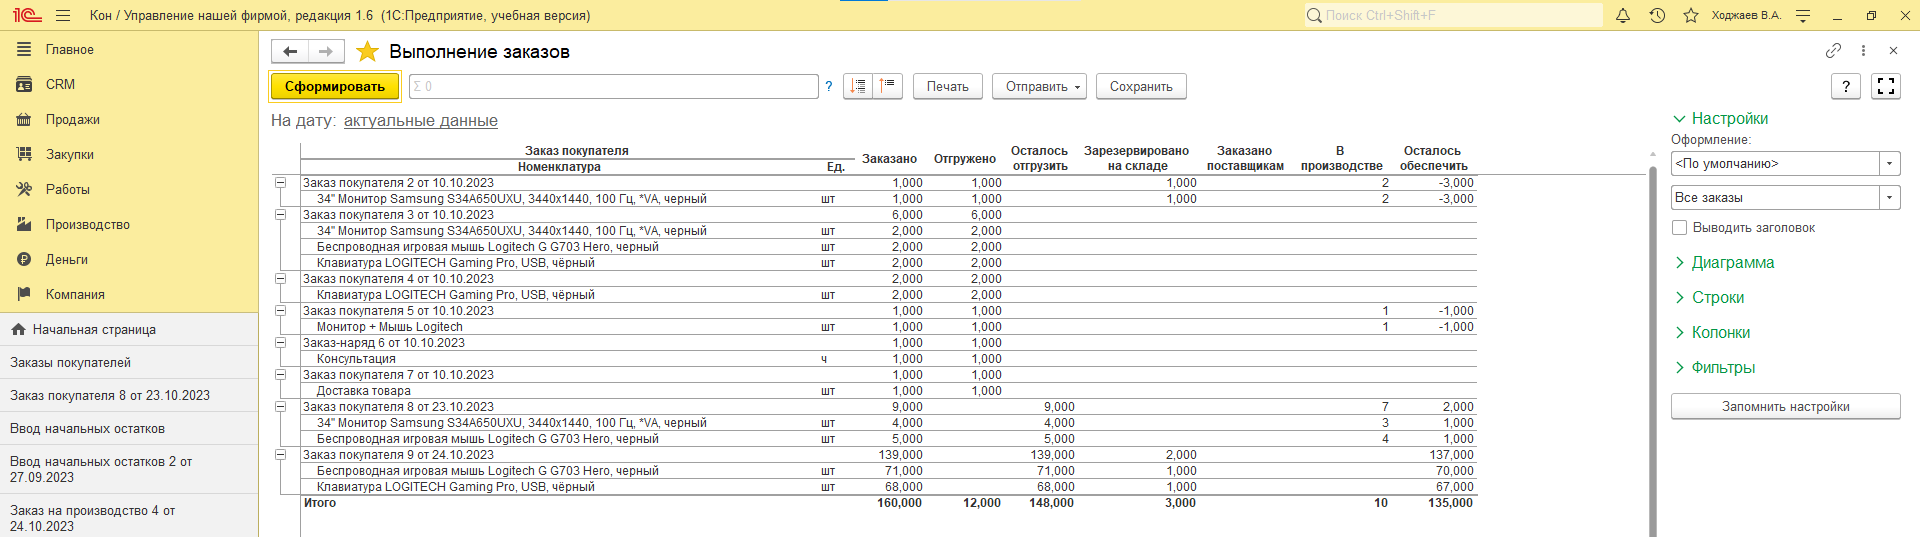 1С Кон / Управление нашей фирмой, редакция 1.6 (1С:Предприятие, учебная версия) Поиск Ctrl+Shift+F Ходжаев В.А.
Главное
CRM
Продажи
Закупки
Работы
Производство
Деньги
Компания
Начальная страница
Заказы покупателей
Заказ покупателя 8 от 23.10.2023
Ввод начальных остатков
Ввод начальных остатков 2 от
27.09.2023
Заказ на производство 4 от
24.10.2023
Выполнение заказов
Сформировать Σ 0 ? Печать Отправить Сохранить ?
На дату: актуальные данные
Заказ покупателя Заказано Отгружено Осталось отгрузить Зарезервировано на складе Заказано поставщикам В производстве Осталось обеспечить
Номенклатура Ед.
Заказ покупателя 2 от 10.10.2023 1,000 1,000 1,000 2 -3,000
34" Монитор Samsung S34A650UXU, 3440x1440, 100 Гц, *VA, черный шт 1,000 1,000 1,000 2 -3,000
Заказ покупателя 3 от 10.10.2023 6,000 6,000
34" Монитор Samsung S34A650UXU, 3440x1440, 100 Гц, *VA, черный шт 2,000 2,000
Беспроводная игровая мышь Logitech G G703 Hero, черный шт 2,000 2,000
Клавиатура LOGITECH Gaming Pro, USB, чёрный шт 2,000 2,000
Заказ покупателя 4 от 10.10.2023 2,000 2,000
Клавиатура LOGITECH Gaming Pro, USB, чёрный шт 2,000 2,000
Заказ покупателя 5 от 10.10.2023 1,000 1,000 1 -1,000
Монитор + Мышь Logitech шт 1,000 1,000 1 -1,000
Заказ-наряд 6 от 10.10.2023 1,000 1,000
Консультация ч 1,000 1,000
Заказ покупателя 7 от 10.10.2023 1,000 1,000
Доставка товара шт 1,000 1,000
Заказ покупателя 8 от 23.10.2023 9,000 9,000 7 2,000
34" Монитор Samsung S34A650UXU, 3440x1440, 100 Гц, *VA, черный шт 4,000 4,000 3 1,000
Беспроводная игровая мышь Logitech G G703 Hero, черный шт 5,000 5,000 4 1,000
Заказ покупателя 9 от 24.10.2023 139,000 139,000 2,000 137,000
Беспроводная игровая мышь Logitech G G703 Hero, черный шт 71,000 71,000 1,000 70,000
Клавиатура LOGITECH Gaming Pro, USB, чёрный шт 68,000 68,000 1,000 67,000
Итого 160,000 12,000 148,000 3,000 10 135,000
Настройки
Оформление:
<По умолчанию>
Все заказы
Выводить заголовок
Диаграмма
Строки
Колонки
Фильтры
Запомнить настройки